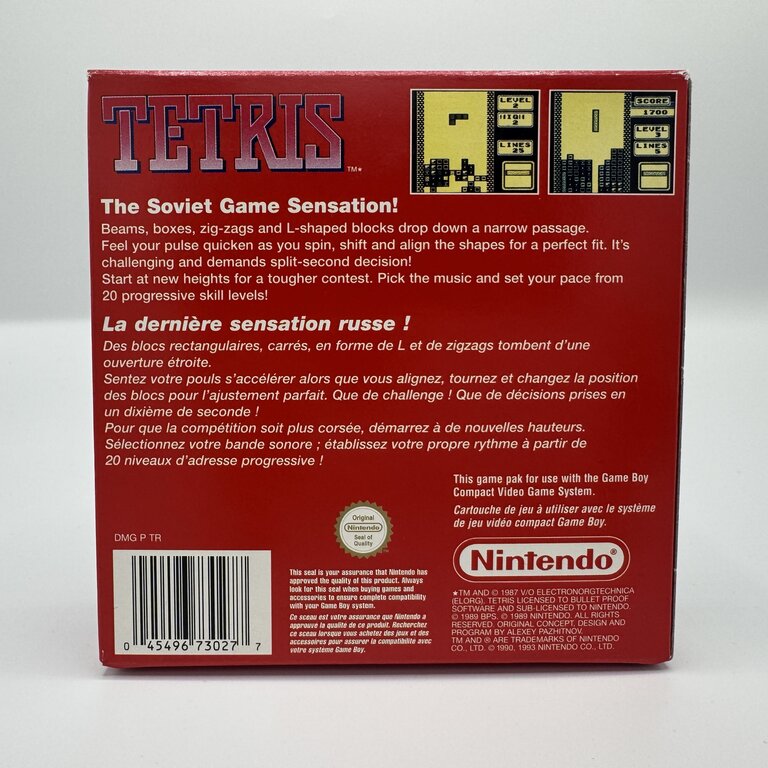 TETRIS
TM★
LEVEL
2
HIGH
2
LINES
25
SCORE
1700
LEVEL
3
LINES
5
The Soviet Game Sensation!
Beams, boxes, zig-zags and L-shaped blocks drop down a narrow passage.
Feel your pulse quicken as you spin, shift and align the shapes for a perfect fit. It's
challenging and demands split-second decision!
Start at new heights for a tougher contest. Pick the music and set your pace from
20 progressive skill levels!
La dernière sensation russe !
Des blocs rectangulaires, carrés, en forme de L et de zigzags tombent d'une
ouverture étroite.
Sentez votre pouls s'accélérer alors que vous alignez, tournez et changez la position
des blocs pour l'ajustement parfait. Que de challenge ! Que de décisions prises en
un dixième de seconde !
Pour que la compétition soit plus corsée, démarrez à de nouvelles hauteurs.
Sélectionnez votre bande sonore ; établissez votre propre rythme à partir de
20 niveaux d'adresse progressive !
This game pak for use with the Game Boy
Compact Video Game System.
Cartouche de jeu à utiliser avec le système
de jeu vidéo compact Game Boy.
DMG P TR
0 45496 73027 7
Original
Nintendo
Seal of
Quality
This seal is your assurance that Nintendo has
approved the quality of this product. Always
look for this seal when buying games and
accessories to ensure complete compatibility
with your Game Boy system.
Ce sceau est votre assurance que Nintendo a
approuvé la qualité de ce produit. Recherchez
ce sceau lorsque vous achetez des jeux et des
accessoires pour assurer la compatibilité avec
votre système Game Boy.
Nintendo®
★TM AND © 1987 V/O ELECTRONORGTECHNICA
(ELORG). TETRIS LICENSED TO BULLET PROOF
SOFTWARE AND SUB-LICENSED TO NINTENDO.
© 1989 BPS. © 1989 NINTENDO. ALL RIGHTS
RESERVED. ORIGINAL CONCEPT, DESIGN AND
PROGRAM BY ALEXEY PAZHITNOV.
TM AND ® ARE TRADEMARKS OF NINTENDO
CO., LTD. © 1990, 1993 NINTENDO CO., LTD.